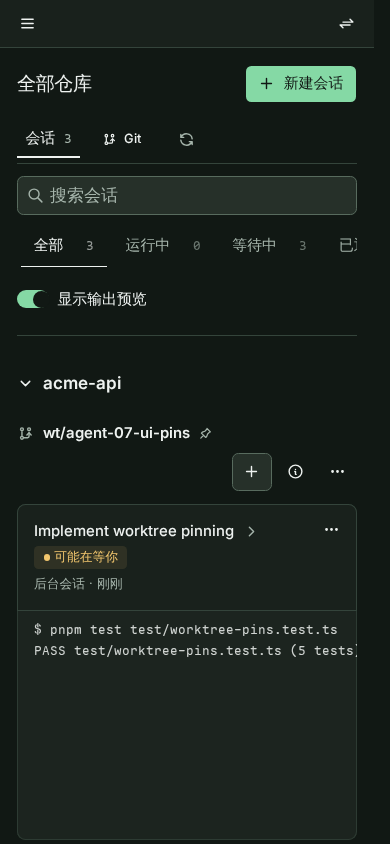 全部仓库
新建会话
会话 3 Git
搜索会话
全部 3 运行中 0 等待中 3
显示输出预览
acme-api
wt/agent-07-ui-pins
Implement worktree pinning
可能在等你
后台会话 · 刚刚
$ pnpm test test/worktree-pins.test.ts
PASS test/worktree-pins.test.ts (5 tests)